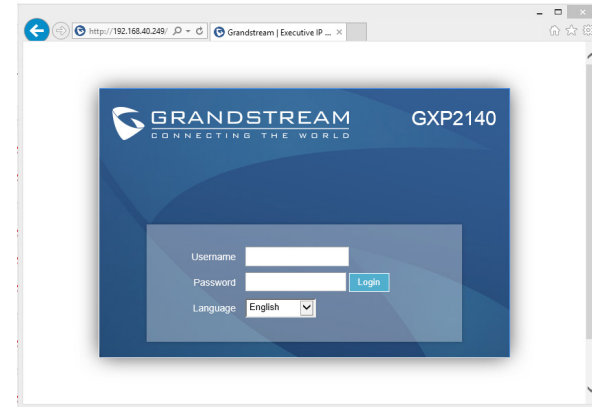 http://192.168.40.249/
Grandstream | Executive IP ...
GRANDSTREAM
CONNECTING THE WORLD
GXP2140
Username
Password
Login
Language
English